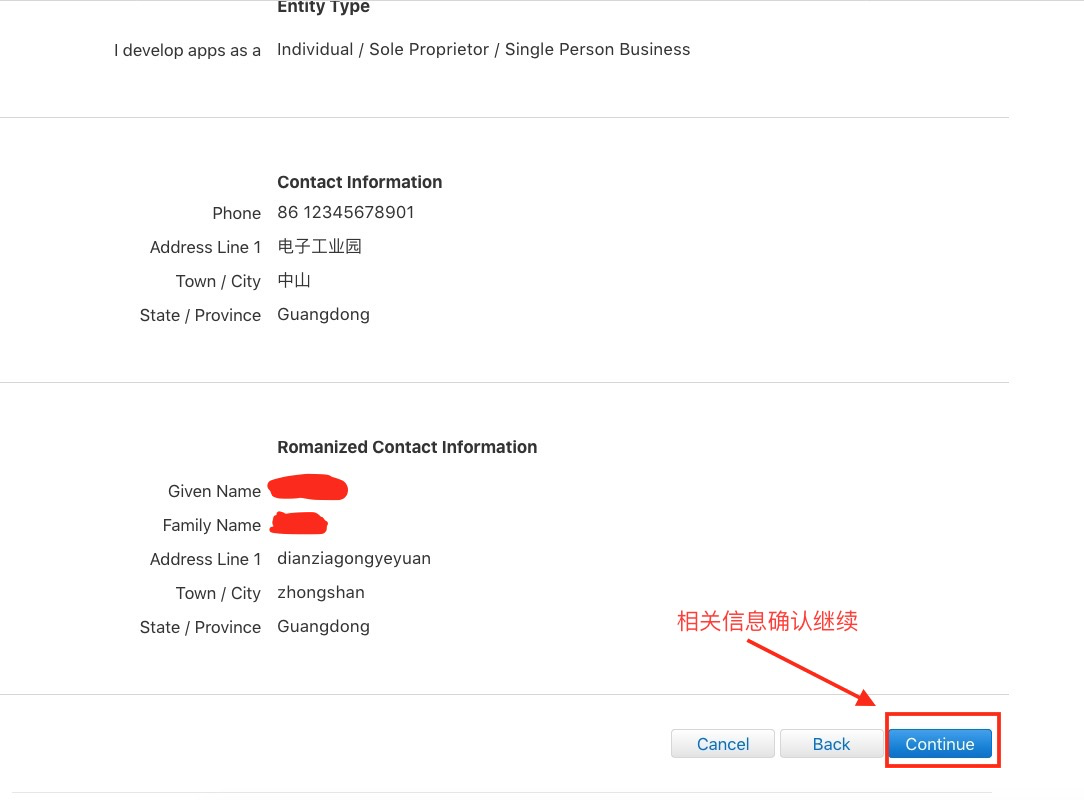 Entity Type
I develop apps as a Individual / Sole Proprietor / Single Person Business
Contact Information
Phone 86 12345678901
Address Line 1 电子工业园
Town / City 中山
State / Province Guangdong
Romanized Contact Information
Given Name
Family Name
Address Line 1 dianziagongyeyuan
Town / City zhongshan
State / Province Guangdong
相关信息确认继续
Cancel Back Continue